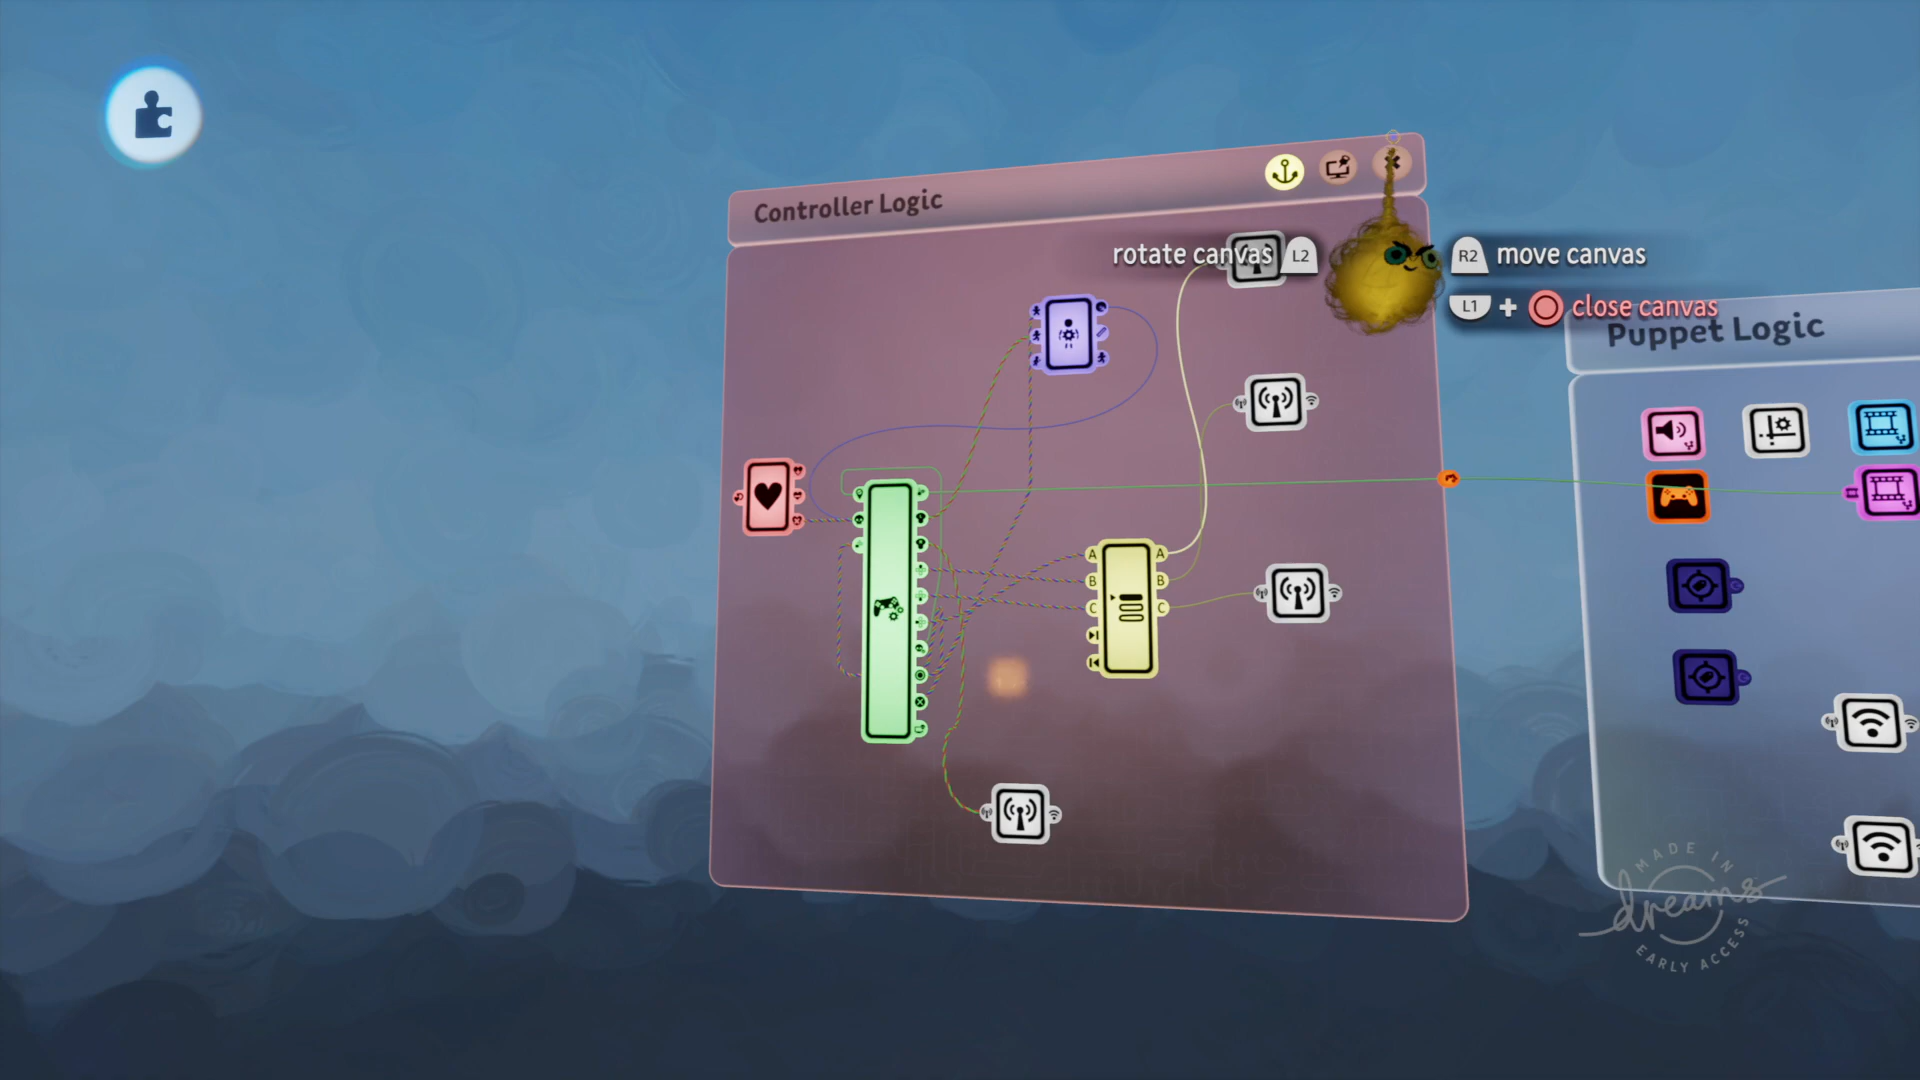 Controller Logic
rotate canvas L2
R2 move canvas
L1 + close canvas
Puppet Logic
A A
B B
C C
MADE IN
dreams
EARLY ACCESS